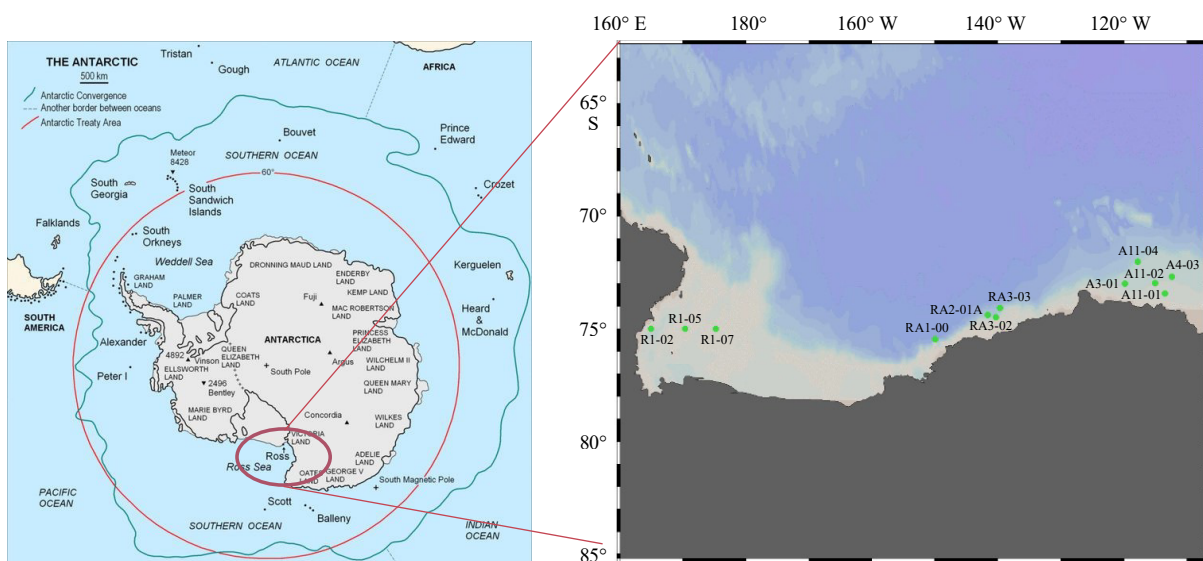 THE ANTARCTIC
500 km
Antarctic Convergence
Another border between oceans
Antarctic Treaty Area
Tristan
Gough
ATLANTIC OCEAN
AFRICA
Bouvet
Prince
Edward
SOUTHERN OCEAN
Meteor
8428
60°
South
Georgia
South
Sandwich
Islands
Crozet
Falklands
South
Orkneys
Weddell Sea
GRAHAM
LAND
PALMER
LAND
COATS
LAND
DRONNING MAUD LAND
ENDERBY
LAND
KEMP LAND
Fuji
MAC ROBERTSON
LAND
Kerguelen
Heard
&
McDonald
SOUTH
AMERICA
Alexander
Peter I
4892
Vinson
ELLSWORTH
LAND
2496
Bentley
QUEEN
ELIZABETH
LAND
ANTARCTICA
South Pole
Argus
PRINCESS
ELIZABETH
LAND
WILCHELM II
LAND
QUEEN MARY
LAND
MARIE BYRD
LAND
Concordia
WILKES
LAND
VICTORIA
LAND
Ross
Ross Sea
OATES
LAND
GEORGE V
LAND
ADELIE
LAND
South Magnetic Pole
Scott
Balleny
PACIFIC
OCEAN
SOUTHERN OCEAN
INDIAN
OCEAN
160° E
180°
160° W
140° W
120° W
65°
S
70°
75°
80°
85°
A11-04
A4-03
A11-02
A3-01
A11-01
RA3-03
RA2-01A
RA3-02
RA1-00
R1-05
R1-02
R1-07